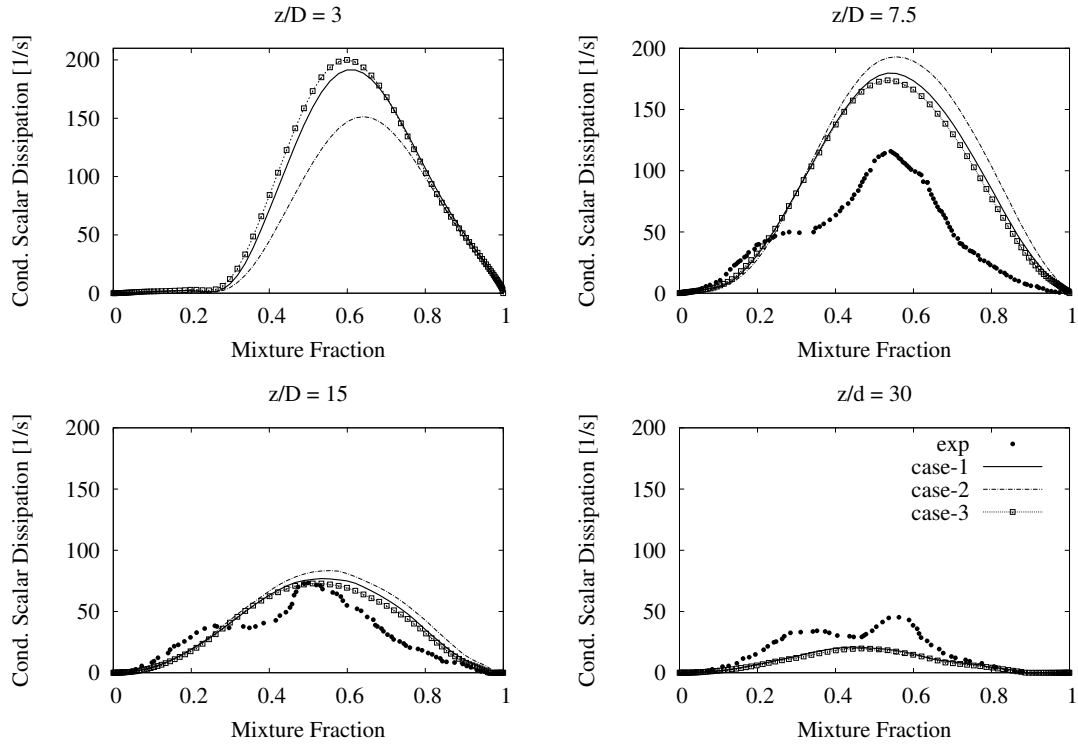 z/D = 3
Cond. Scalar Dissipation [1/s]
200
150
100
50
0
0 0.2 0.4 0.6 0.8 1
Mixture Fraction
z/D = 7.5
Cond. Scalar Dissipation [1/s]
200
150
100
50
0
0 0.2 0.4 0.6 0.8 1
Mixture Fraction
z/D = 15
Cond. Scalar Dissipation [1/s]
200
150
100
50
0
0 0.2 0.4 0.6 0.8 1
Mixture Fraction
z/d = 30
Cond. Scalar Dissipation [1/s]
200
150
100
50
0
exp
case-1
case-2
case-3
0 0.2 0.4 0.6 0.8 1
Mixture Fraction